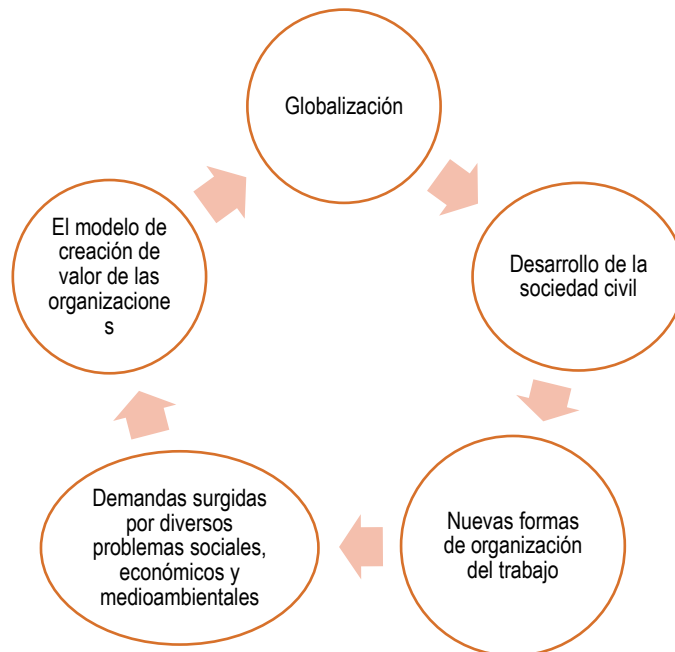 Globalización
Desarrollo de la
sociedad civil
Nuevas formas
de organización
del trabajo
Demandas surgidas
por diversos
problemas sociales,
económicos y
medioambientales
El modelo de
creación de
valor de las
organizacione
s